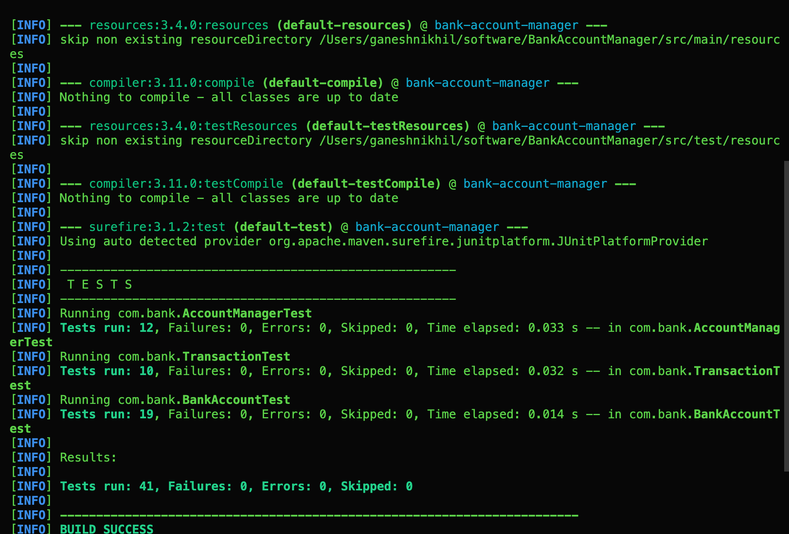 [INFO] --- resources:3.4.0:resources (default-resources) @ bank-account-manager ---
[INFO] skip non existing resourceDirectory /Users/ganeshnikhil/software/BankAccountManager/src/main/resourc
es
[INFO]
[INFO] --- compiler:3.11.0:compile (default-compile) @ bank-account-manager ---
[INFO] Nothing to compile - all classes are up to date
[INFO]
[INFO] --- resources:3.4.0:testResources (default-testResources) @ bank-account-manager ---
[INFO] skip non existing resourceDirectory /Users/ganeshnikhil/software/BankAccountManager/src/test/resourc
es
[INFO]
[INFO] --- compiler:3.11.0:testCompile (default-testCompile) @ bank-account-manager ---
[INFO] Nothing to compile - all classes are up to date
[INFO]
[INFO] --- surefire:3.1.2:test (default-test) @ bank-account-manager ---
[INFO] Using auto detected provider org.apache.maven.surefire.junitplatform.JUnitPlatformProvider
[INFO]
[INFO] -------------------------------------------------------
[INFO]  T E S T S
[INFO] -------------------------------------------------------
[INFO] Running com.bank.AccountManagerTest
[INFO] Tests run: 12, Failures: 0, Errors: 0, Skipped: 0, Time elapsed: 0.033 s -- in com.bank.AccountManag
erTest
[INFO] Running com.bank.TransactionTest
[INFO] Tests run: 10, Failures: 0, Errors: 0, Skipped: 0, Time elapsed: 0.032 s -- in com.bank.TransactionT
est
[INFO] Running com.bank.BankAccountTest
[INFO] Tests run: 19, Failures: 0, Errors: 0, Skipped: 0, Time elapsed: 0.014 s -- in com.bank.BankAccountT
est
[INFO]
[INFO] Results:
[INFO]
[INFO] Tests run: 41, Failures: 0, Errors: 0, Skipped: 0
[INFO]
[INFO] ------------------------------------------------------------------------
[INFO] BUILD SUCCESS